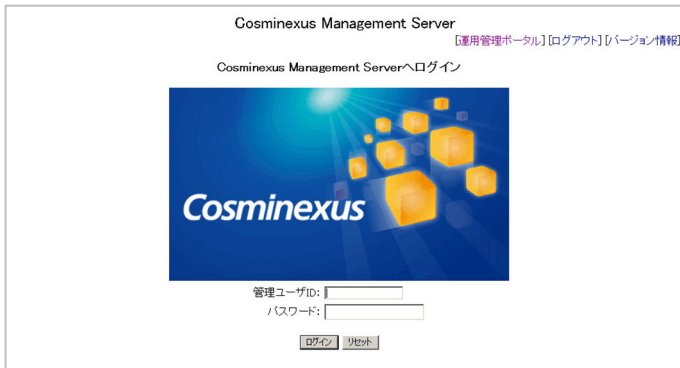 Cosminexus Management Server
[運用管理ポータル] [ログアウト] [バージョン情報]
Cosminexus Management Serverへログイン
Cosminexus
管理ユーザID:
パスワード:
ログイン リセット